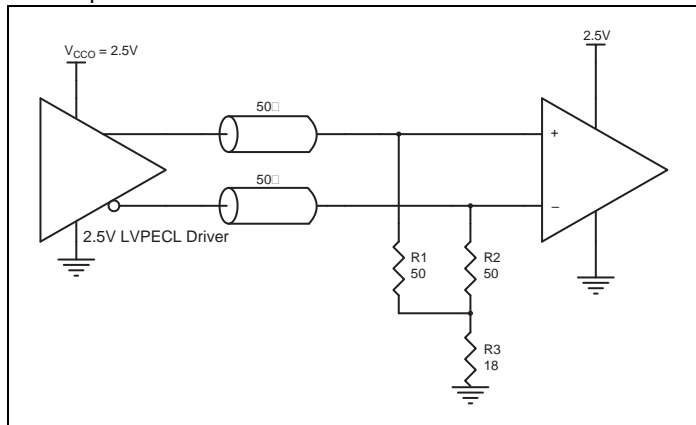 V_CCO = 2.5V
2.5V
50□
50□
+
−
2.5V LVPECL Driver
R1
50
R2
50
R3
18